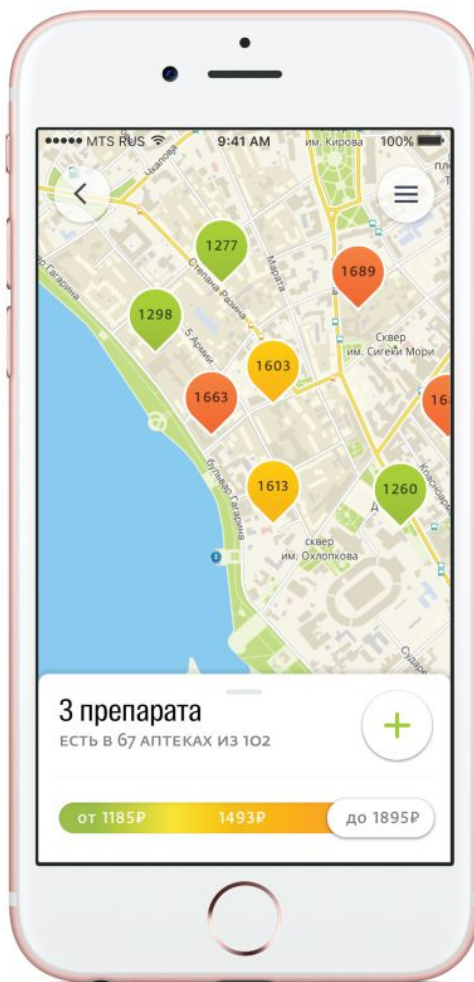 MTS RUS 9:41 AM 100%
им. Кирова
Чкалова
1277
Марата
1689
Степана Разина
1298
5 Армии
Сквер
им. Сигеки Мори
1603
1663
бульвар Гагарина
1613
1260
сквер
им. Охлопкова
3 препарата
ЕСТЬ В 67 АПТЕКАХ ИЗ 102
от 1185₽ 1493₽ до 1895₽